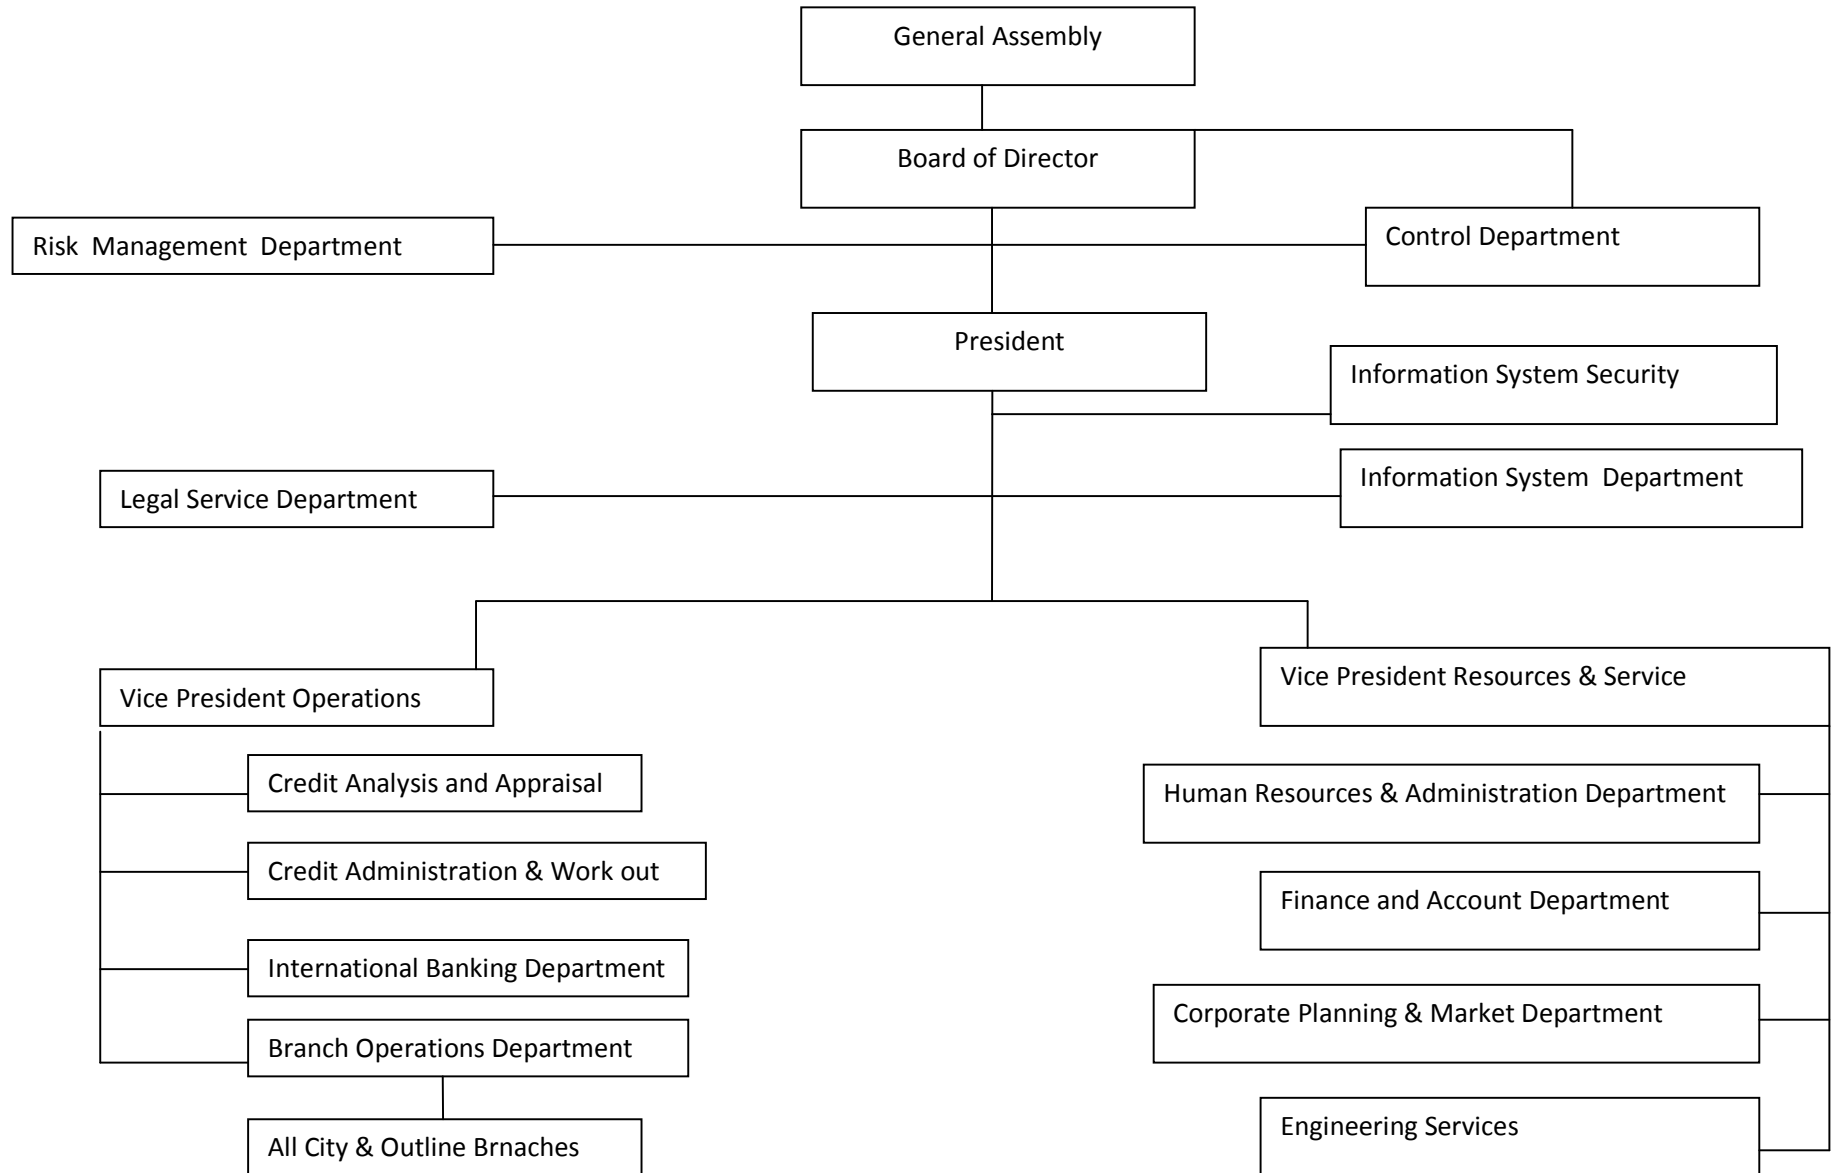 General Assembly
Board of Director
Risk Management Department
Control Department
President
Information System Security
Information System Department
Legal Service Department
Vice President Operations
Vice President Resources & Service
Credit Analysis and Appraisal
Human Resources & Administration Department
Credit Administration & Work out
Finance and Account Department
International Banking Department
Corporate Planning & Market Department
Branch Operations Department
Engineering Services
All City & Outline Brnaches